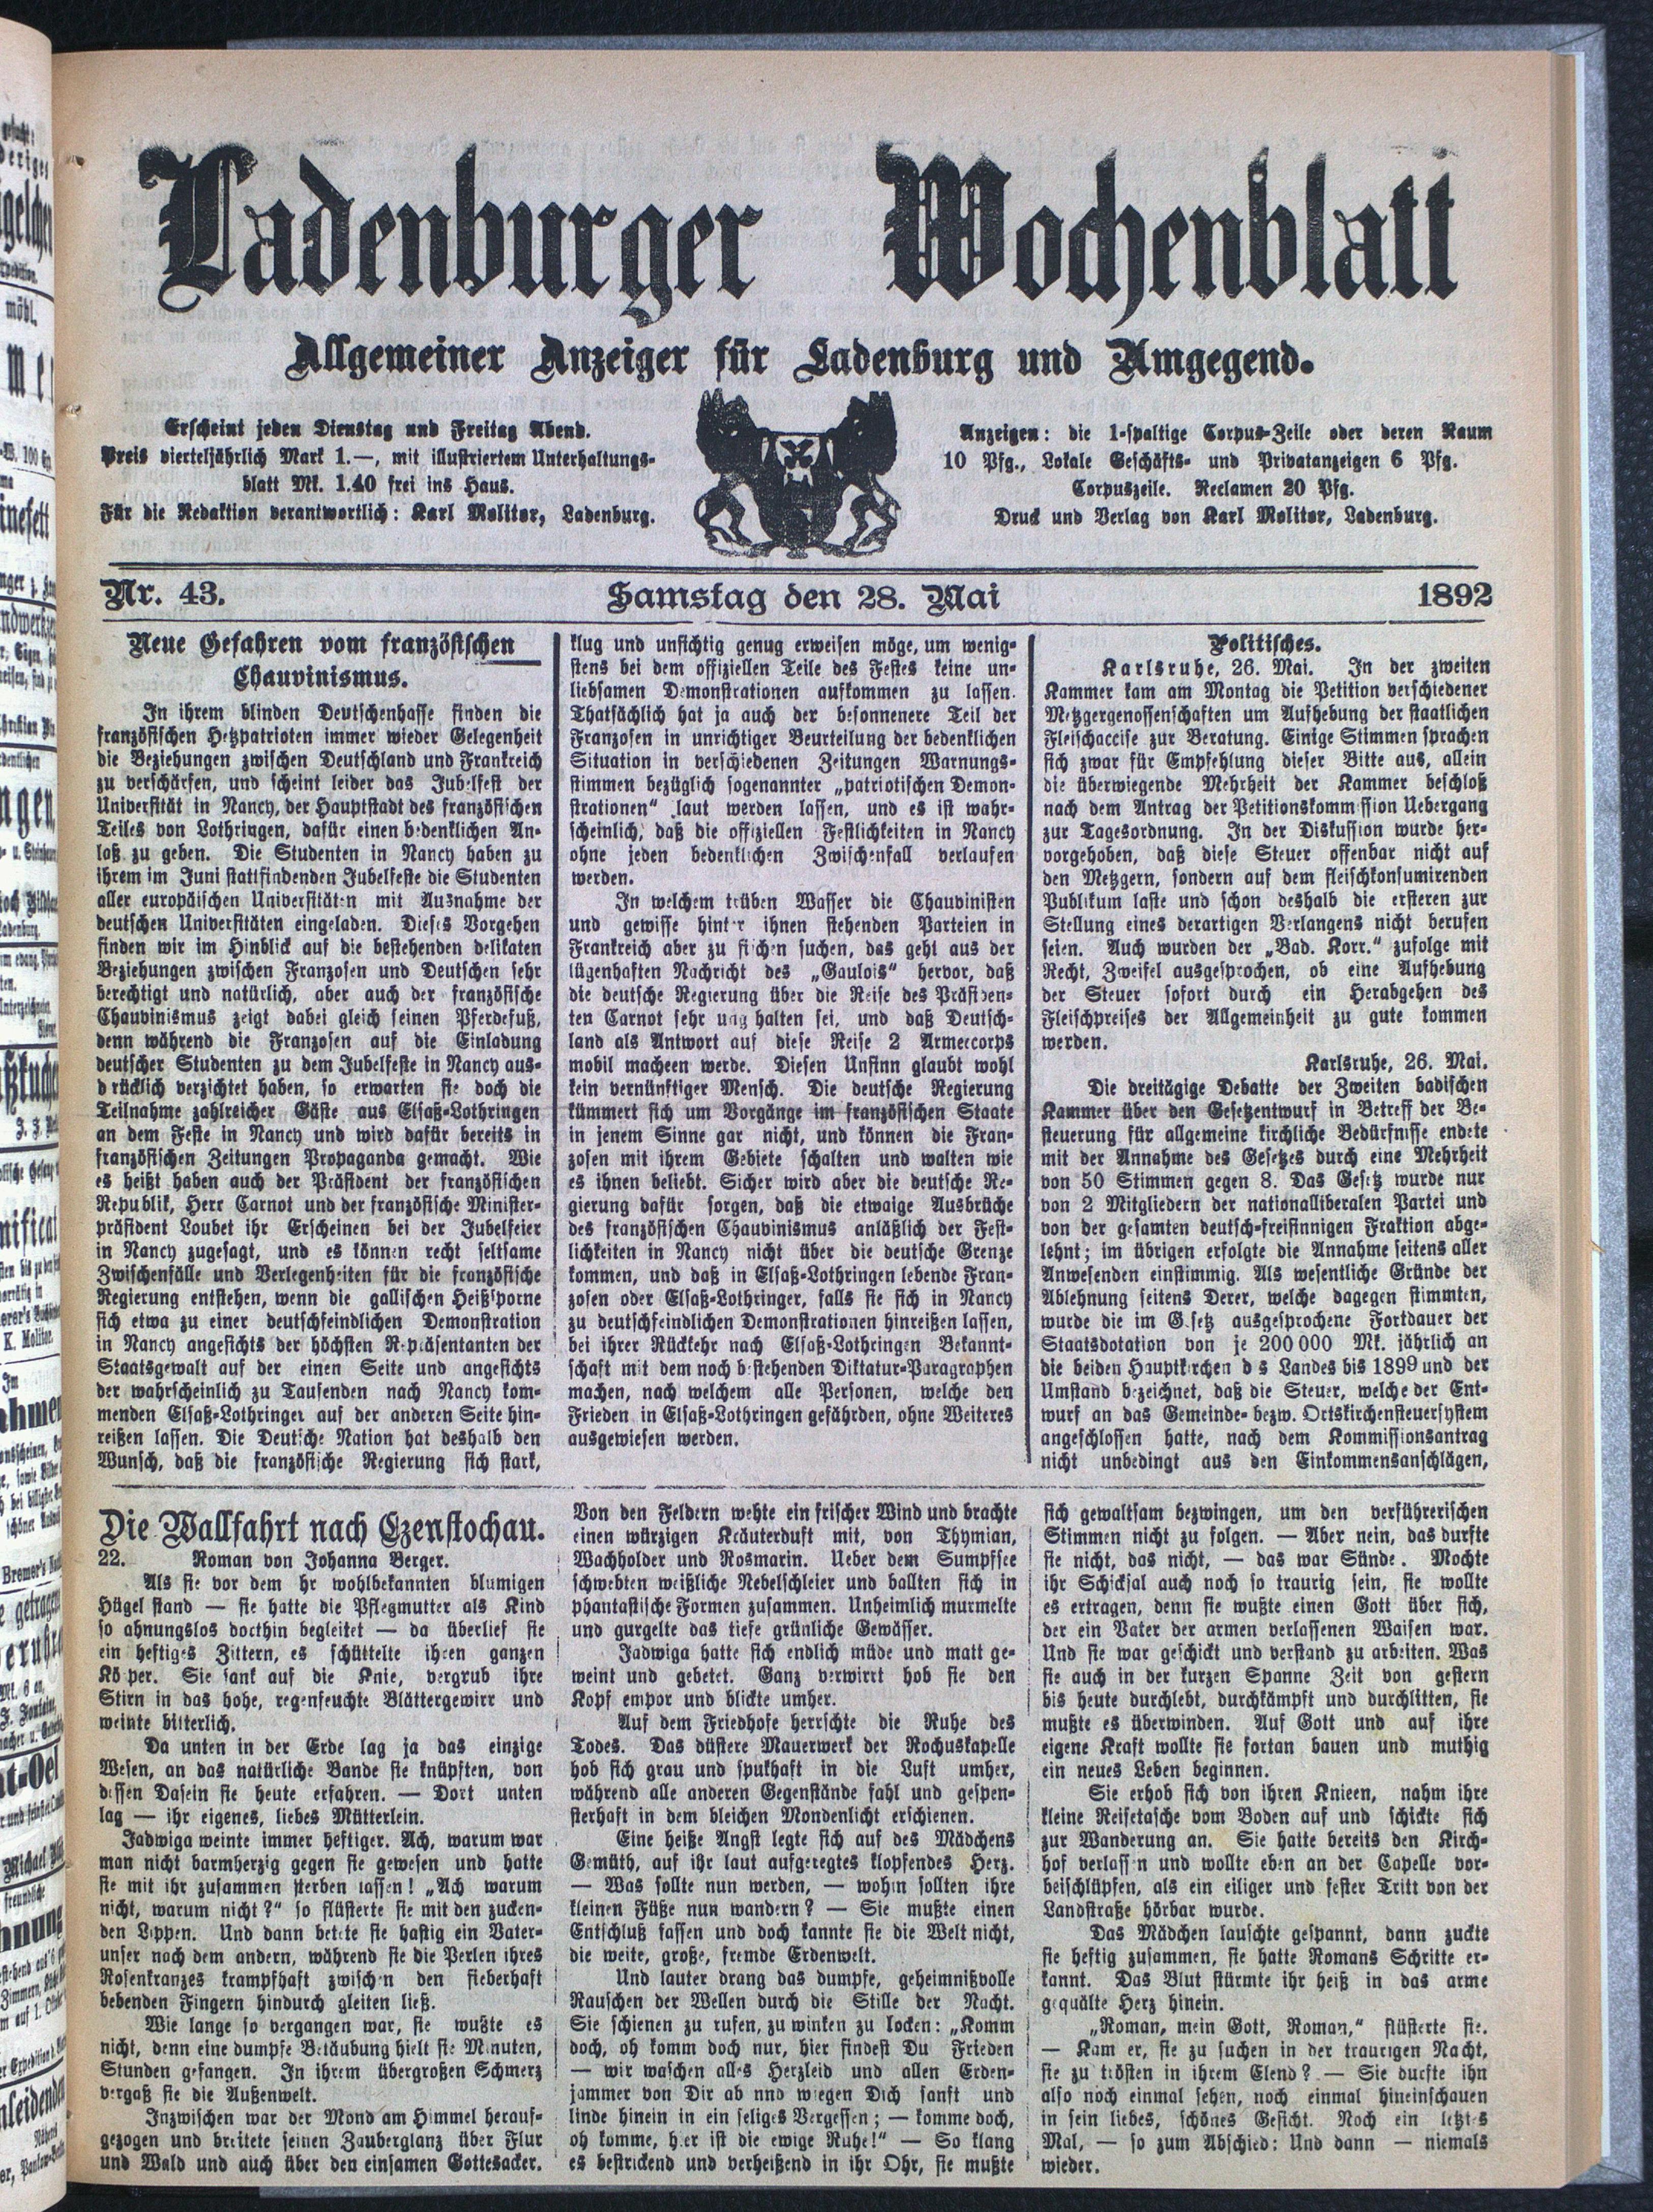 Ladenburger Wochenblatt
Allgemeiner Anzeiger für Ladenburg und Umgegend.
Erscheint jeden Dienstag und Freitag Abend.
Preis vierteljährlich Mark 1.—, mit illustriertem Unterhaltungs-
blatt Mk. 1.40 frei ins Haus.
Für die Redaktion verantwortlich: Karl Molitor, Ladenburg.
Anzeigen: die 1-spaltige Corpus-Zeile oder deren Raum
10 Pfg., Lokale Geschäfts- und Privatanzeigen 6 Pfg.
Corpuszeile. Reclamen 20 Pfg.
Druck und Verlag von Karl Molitor, Ladenburg.
Nr. 43. Samstag den 28. Mai 1892
Neue Gefahren vom französischen
Chauvinismus.
In ihrem blinden Deutschenhasse finden die
französischen Hetzpatrioten immer wieder Gelegenheit
die Beziehungen zwischen Deutschland und Frankreich
zu verschärfen, und scheint leider das Jubelfest der
Universität in Nancy, der Hauptstadt des französischen
Teiles von Lothringen, dafür einen bedenklichen An-
laß zu geben. Die Studenten in Nancy haben zu
ihrem im Juni stattfindenden Jubelfeste die Studenten
aller europäischen Universitäten mit Ausnahme der
deutschen Universitäten eingeladen. Dieses Vorgehen
finden wir im Hinblick auf die bestehenden delikaten
Beziehungen zwischen Franzosen und Deutschen sehr
berechtigt und natürlich, aber auch der französische
Chauvinismus zeigt dabei gleich seinen Pferdefuß,
denn während die Franzosen auf die Einladung
deutscher Studenten zu dem Jubelfeste in Nancy aus-
drücklich verzichtet haben, so erwarten sie doch die
Teilnahme zahlreicher Gäste aus Elsaß-Lothringen
an dem Feste in Nancy und wird dafür bereits in
französischen Zeitungen Propaganda gemacht. Wie
es heißt haben auch der Präsident der französischen
Republik, Herr Carnot und der französische Minister-
präsident Loubet ihr Erscheinen bei der Jubelfeier
in Nancy zugesagt, und es können recht seltsame
Zwischenfälle und Verlegenheiten für die französische
Regierung entstehen, wenn die gallischen Heißsporne
sich etwa zu einer deutschfeindlichen Demonstration
in Nancy angesichts der höchsten Repräsentanten der
Staatsgewalt auf der einen Seite und angesichts
der wahrscheinlich zu Tausenden nach Nancy kom-
menden Elsaß-Lothringer auf der anderen Seite hin-
reißen lassen. Die Deutsche Nation hat deshalb den
Wunsch, daß die französische Regierung sich stark,
klug und unsichtig genug erweisen möge, um wenig-
stens bei dem offiziellen Teile des Festes keine un-
liebsamen Demonstrationen aufkommen zu lassen.
Thatsächlich hat ja auch der besonnenere Teil der
Franzosen in unrichtiger Beurteilung der bedenklichen
Situation in verschiedenen Zeitungen Warnungs-
stimmen bezüglich sogenannter „patriotischen Demon-
strationen“ laut werden lassen, und es ist wahr-
scheinlich, daß die offiziellen Festlichkeiten in Nancy
ohne jeden bedenklichen Zwischenfall verlaufen
werden.
In welchem trüben Wasser die Chauvinisten
und gewisse hinter ihnen stehenden Parteien in
Frankreich aber zu fischen suchen, das geht aus der
lügenhaften Nachricht des „Gaulois“ hervor, daß
die deutsche Regierung über die Reise des Präsiden-
ten Carnot sehr ungehalten sei, und daß Deutsch-
land als Antwort auf diese Reise 2 Armeecorps
mobil macheen werde. Diesen Unsinn glaubt wohl
kein vernünftiger Mensch. Die deutsche Regierung
kümmert sich um Vorgänge im französischen Staate
in jenem Sinne gar nicht, und können die Fran-
zosen mit ihrem Gebiete schalten und walten wie
es ihnen beliebt. Sicher wird aber die deutsche Re-
gierung dafür sorgen, daß die etwaige Ausbrüche
des französischen Chauvinismus anläßlich der Fest-
lichkeiten in Nancy nicht über die deutsche Grenze
kommen, und daß in Elsaß-Lothringen lebende Fran-
zosen oder Elsaß-Lothringer, falls sie sich in Nancy
zu deutschfeindlichen Demonstrationen hinreißen lassen,
bei ihrer Rückkehr nach Elsaß-Lothringen Bekannt-
schaft mit dem noch bestehenden Diktatur-Paragraphen
machen, nach welchem alle Personen, welche den
Frieden in Elsaß-Lothringen gefährden, ohne Weiteres
ausgewiesen werden.
Politisches.
Karlsruhe, 26. Mai. In der zweiten
Kammer kam am Montag die Petition verschiedener
Metzgergenossenschaften um Aufhebung der staatlichen
Fleischaccise zur Beratung. Einige Stimmen sprachen
sich zwar für Empfehlung dieser Bitte aus, allein
die überwiegende Mehrheit der Kammer beschloß
nach dem Antrag der Petitionskommission Uebergang
zur Tagesordnung. In der Diskussion wurde her-
vorgehoben, daß diese Steuer offenbar nicht auf
den Metzgern, sondern auf dem fleischkonsumirenden
Publikum laste und schon deshalb die ersteren zur
Stellung eines derartigen Verlangens nicht berufen
seien. Auch wurden der „Bad. Korr.“ zufolge mit
Recht, Zweifel ausgesprochen, ob eine Aufhebung
der Steuer sofort durch ein Herabgehen des
Fleischpreises der Allgemeinheit zu gute kommen
werden.
Karlsruhe, 26. Mai.
Die dreitägige Debatte der Zweiten badischen
Kammer über den Gesetzentwurf in Betreff der Be-
steuerung für allgemeine kirchliche Bedürfnisse endete
mit der Annahme des Gesetzes durch eine Mehrheit
von 50 Stimmen gegen 8. Das Gesetz wurde nur
von 2 Mitgliedern der nationalliberalen Partei und
von der gesamten deutsch-freisinnigen Fraktion abge-
lehnt; im übrigen erfolgte die Annahme seitens aller
Anwesenden einstimmig. Als wesentliche Gründe der
Ablehnung seitens Derer, welche dagegen stimmten,
wurde die im Gesetz ausgesprochene Fortdauer der
Staatsdotation von je 200 000 Mk. jährlich an
die beiden Hauptkirchen des Landes bis 1899 und der
Umstand bezeichnet, daß die Steuer, welche der Ent-
wurf an das Gemeinde- bezw. Ortskirchensteuersystem
angeschlossen hatte, nach dem Kommissionsantrag
nicht unbedingt aus den Einkommensanschlägen,
Die Wallfahrt nach Czenstochau.
22. Roman von Johanna Berger.
Als sie vor dem hr wohlbekannten blumigen
Hügel stand — sie hatte die Pflegmutter als Kind
so ahnungslos dorthin begleitet — da überlief sie
ein heftiges Zittern, es schüttelte ihren ganzen
Körper. Sie sank auf die Knie, vergrub ihre
Stirn in das hohe, regenfeuchte Blättergewirr und
weinte bitterlich.
Da unten in der Erde lag ja das einzige
Wesen, an das natürliche Bande sie knüpften, von
dessen Dasein sie heute erfahren. — Dort unten
lag — ihr eigenes, liebes Mütterlein.
Jadwiga weinte immer heftiger. Ach, warum war
man nicht barmherzig gegen sie gewesen und hatte
sie mit ihr zusammen sterben lassen! „Ach warum
nicht, warum nicht?“ so flüsterte sie mit den zucken-
den Lippen. Und dann betete sie hastig ein Vater-
unser nach dem andern, während sie die Perlen ihres
Rosenkranzes krampfhaft zwischen den fieberhaft
bebenden Fingern hindurch gleiten ließ.
Wie lange so vergangen war, sie wußte es
nicht, denn eine dumpfe Betäubung hielt sie Minuten,
Stunden gefangen. In ihrem übergroßen Schmerz
vergaß sie die Außenwelt.
Inzwischen war der Mond am Himmel herauf-
gezogen und breitete seinen Zauberglanz über Flur
und Wald und auch über den einsamen Gottesacker.
Von den Feldern wehte ein frischer Wind und brachte
einen würzigen Kräuterduft mit, von Thymian,
Wachholder und Rosmarin. Ueber dem Sumpfsee
schwebten weißliche Nebelschleier und ballten sich in
phantastische Formen zusammen. Unheimlich murmelte
und gurgelte das tiefe grünliche Gewässer.
Jadwiga hatte sich endlich müde und matt ge-
weint und gebetet. Ganz verwirrt hob sie den
Kopf empor und blickte umher.
Auf dem Friedhofe herrschte die Ruhe des
Todes. Das düstere Mauerwerk der Rochuskapelle
hob sich grau und spukhaft in die Luft umher,
während alle anderen Gegenstände fahl und gespen-
sterhaft in dem bleichen Mondenlicht erschienen.
Eine heiße Angst legte sich auf des Mädchens
Gemüth, auf ihr laut aufgeregtes klopfendes Herz.
— Was sollte nun werden, — wohin sollten ihre
kleinen Füße nun wandern? — Sie mußte einen
Entschluß fassen und doch kannte sie die Welt nicht,
die weite, große, fremde Erdenwelt.
Und lauter drang das dumpfe, geheimnißvolle
Rauschen der Wellen durch die Stille der Nacht.
Sie schienen zu rufen, zu winken zu locken: „Komm
doch, oh komm doch nur, hier findest Du Frieden
— wir waschen alles Herzleid und allen Erden-
jammer von Dir ab nnd wiegen Dich sanft und
linde hinein in ein seliges Vergessen; — komme doch,
oh komme, hier ist die ewige Ruhe!“ — So klang
es bestrickend und verheißend in ihr Ohr, sie mußte
sich gewaltsam bezwingen, um den verführerischen
Stimmen nicht zu folgen. — Aber nein, das durfte
sie nicht, das nicht, — das war Sünde. Mochte
ihr Schicksal auch noch so traurig sein, sie wollte
es ertragen, denn sie wußte einen Gott über sich,
der ein Vater der armen verlassenen Waisen war.
Und sie war geschickt und verstand zu arbeiten. Was
sie auch in der kurzen Spanne Zeit von gestern
bis heute durchlebt, durchkämpft und durchlitten, sie
mußte es überwinden. Auf Gott und auf ihre
eigene Kraft wollte sie fortan bauen und muthig
ein neues Leben beginnen.
Sie erhob sich von ihren Knieen, nahm ihre
kleine Reisetasche vom Boden auf und schickte sich
zur Wanderung an. Sie hatte bereits den Kirch-
hof verlassen und wollte eben an der Capelle vor-
beischlüpfen, als ein eiliger und fester Tritt von der
Landstraße hörbar wurde.
Das Mädchen lauschte gespannt, dann zuckte
sie heftig zusammen, sie hatte Romans Schritte er-
kannt. Das Blut stürmte ihr heiß in das arme
gequälte Herz hinein.
„Roman, mein Gott, Roman,“ flüsterte sie.
— Kam er, sie zu suchen in der traurigen Nacht,
sie zu trösten in ihrem Elend? — Sie durfte ihn
also noch einmal sehen, noch einmal hineinschauen
in sein liebes, schönes Gesicht. Noch ein letztes
Mal, — so zum Abschied: Und dann — niemals
wieder.